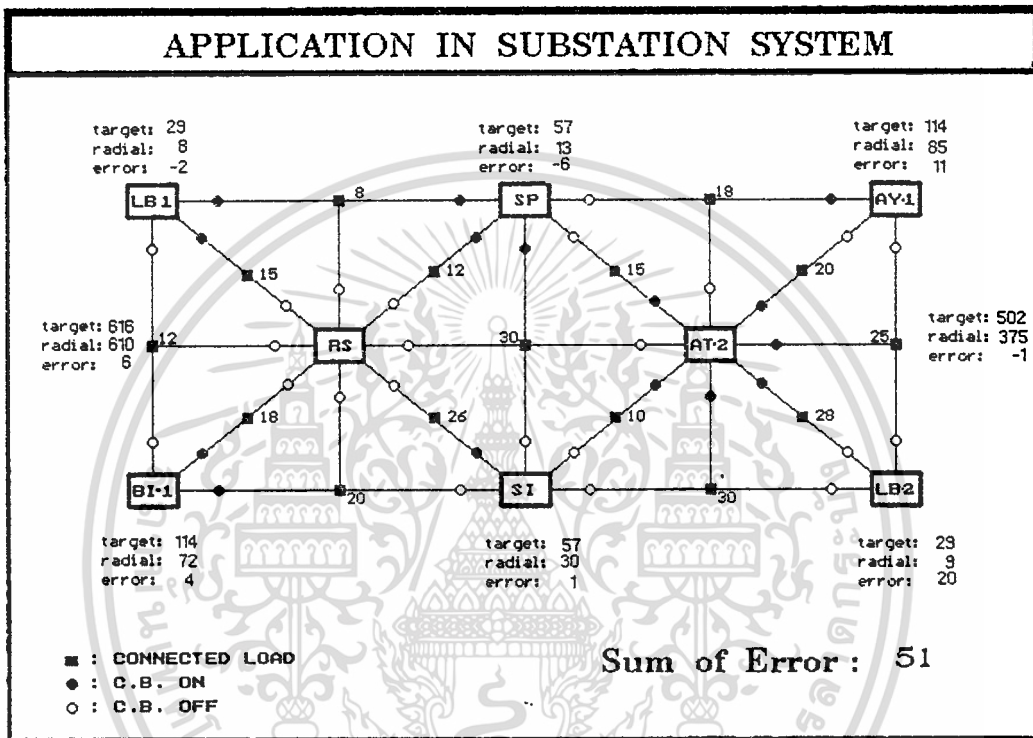 APPLICATION IN SUBSTATION SYSTEM
target: 29
radial: 8
error: -2
target: 57
radial: 13
error: -6
target: 114
radial: 85
error: 11
LB1
8
SP
18
AY-1
15
12
15
20
target: 616
radial: 610
error: 6
12
RS
30
AT-2
25
target: 502
radial: 375
error: -1
18
26
10
28
BI-1
20
SI
30
LB-2
target: 114
radial: 72
error: 4
target: 57
radial: 30
error: 1
target: 29
radial: 9
error: 20
■ : CONNECTED LOAD
● : C.B. ON
○ : C.B. OFF
Sum of Error : 51